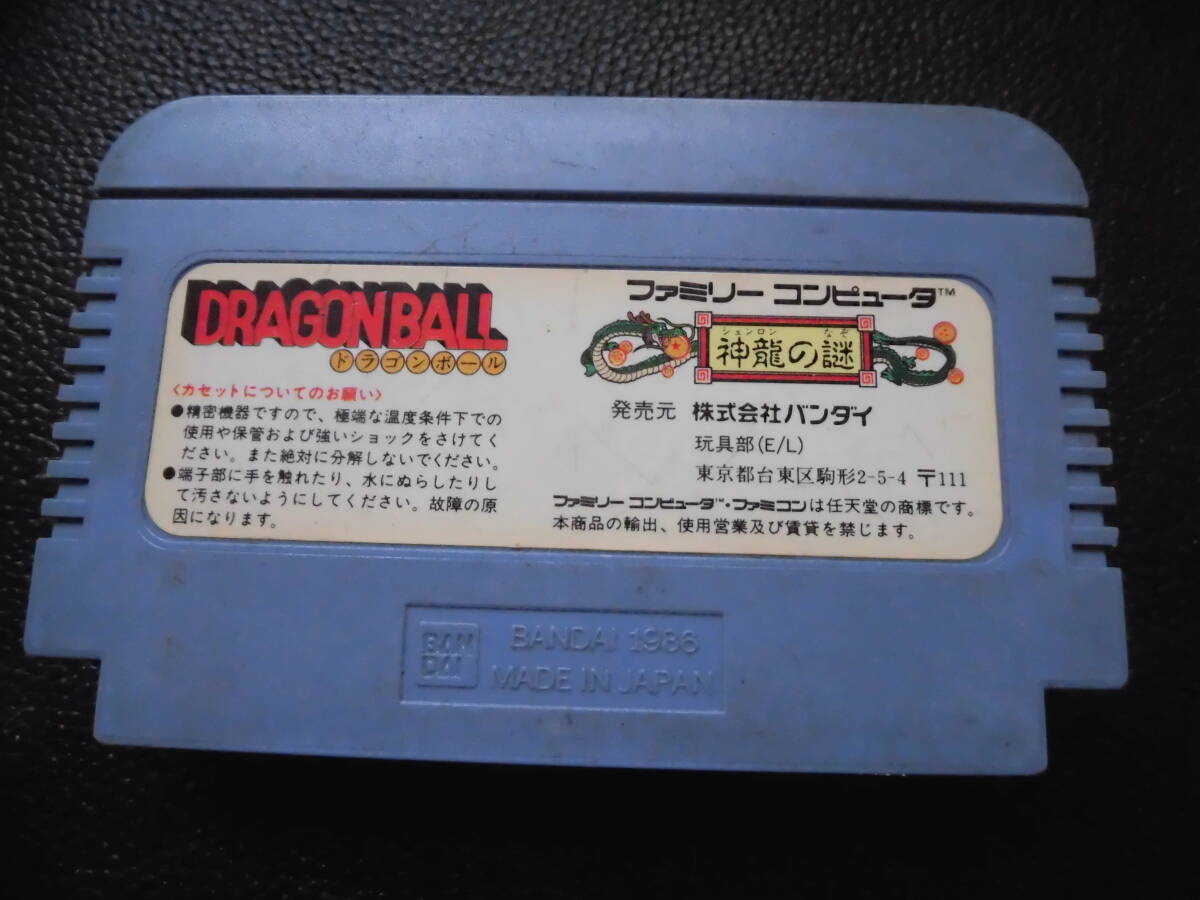 DRAGONBALL
ドラゴンボール
〈カセットについてのお願い〉
●精密機器ですので、極端な温度条件下での
使用や保管および強いショックをさけてく
ださい。また絶対に分解しないでください。
●端子部に手を触れたり、水にぬらしたりし
て汚さないようにしてください。故障の原
因になります。
ファミリー コンピュータ™
シェンロン なぞ
神龍の謎
発売元 株式会社バンダイ
玩具部(E/L)
東京都台東区駒形2-5-4 〒111
ファミリー コンピュータ™・ファミコンは任天堂の商標です。
本商品の輸出、使用営業及び賃貸を禁じます。
BAN
DAI
BANDAI 1986
MADE IN JAPAN